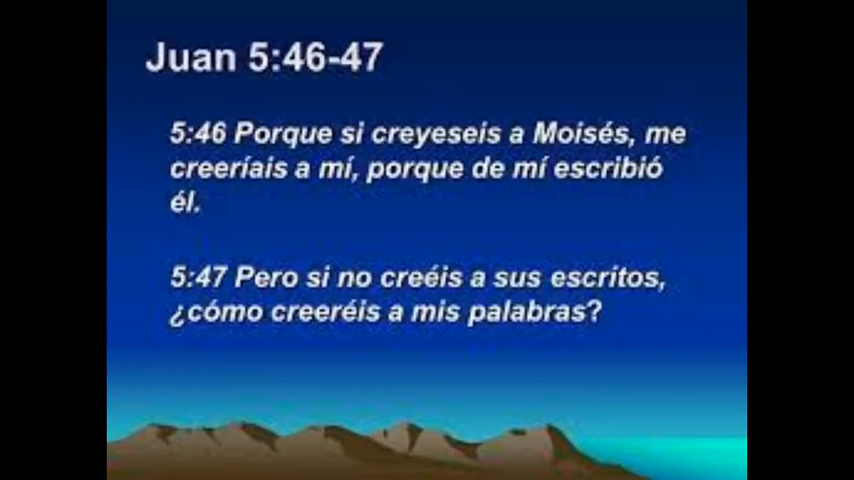 Juan 5:46-47
5:46 Porque si creyeseis a Moisés, me
creeríais a mí, porque de mí escribió
él.
5:47 Pero si no creéis a sus escritos,
¿cómo creeréis a mis palabras?